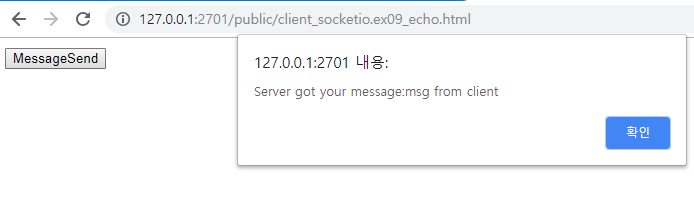 127.0.0.1:2701/public/client_socketio.ex09_echo.html
MessageSend
127.0.0.1:2701 내용:
Server got your message:msg from client
확인